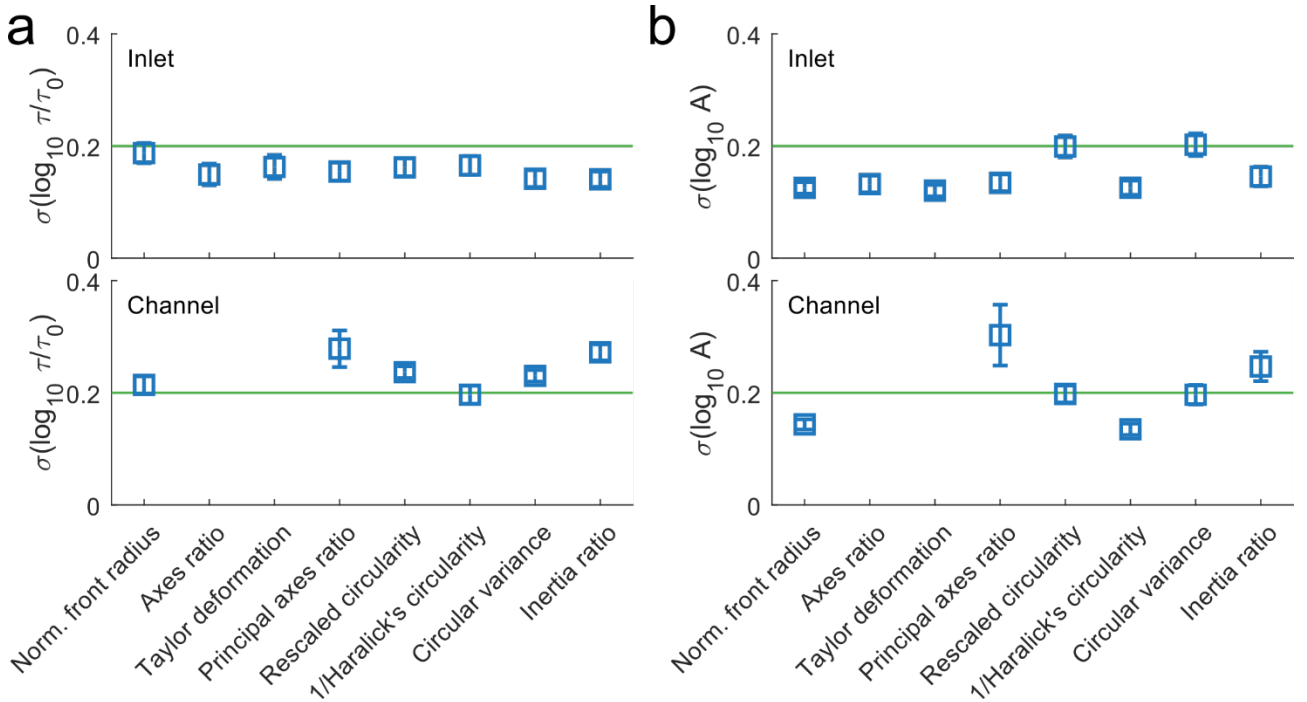 a
0.4
0.2
0
σ(log10 τ/τ0)
Inlet
0.4
0.2
0
σ(log10 τ/τ0)
Channel
Norm. front radius
Axes ratio
Taylor deformation
Principal axes ratio
Rescaled circularity
1/Haralick's circularity
Circular variance
Inertia ratio
b
0.4
0.2
0
σ(log10 A)
Inlet
0.4
0.2
0
σ(log10 A)
Channel
Norm. front radius
Axes ratio
Taylor deformation
Principal axes ratio
Rescaled circularity
1/Haralick's circularity
Circular variance
Inertia ratio